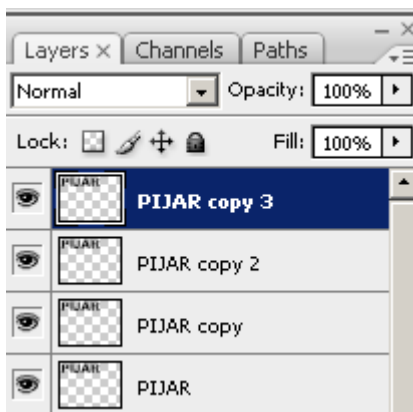 Layers × Channels Paths
Normal Opacity: 100%
Lock: Fill: 100%
PIJAR
PIJAR copy 3
PIJAR
PIJAR copy 2
PIJAR
PIJAR copy
PIJAR
PIJAR